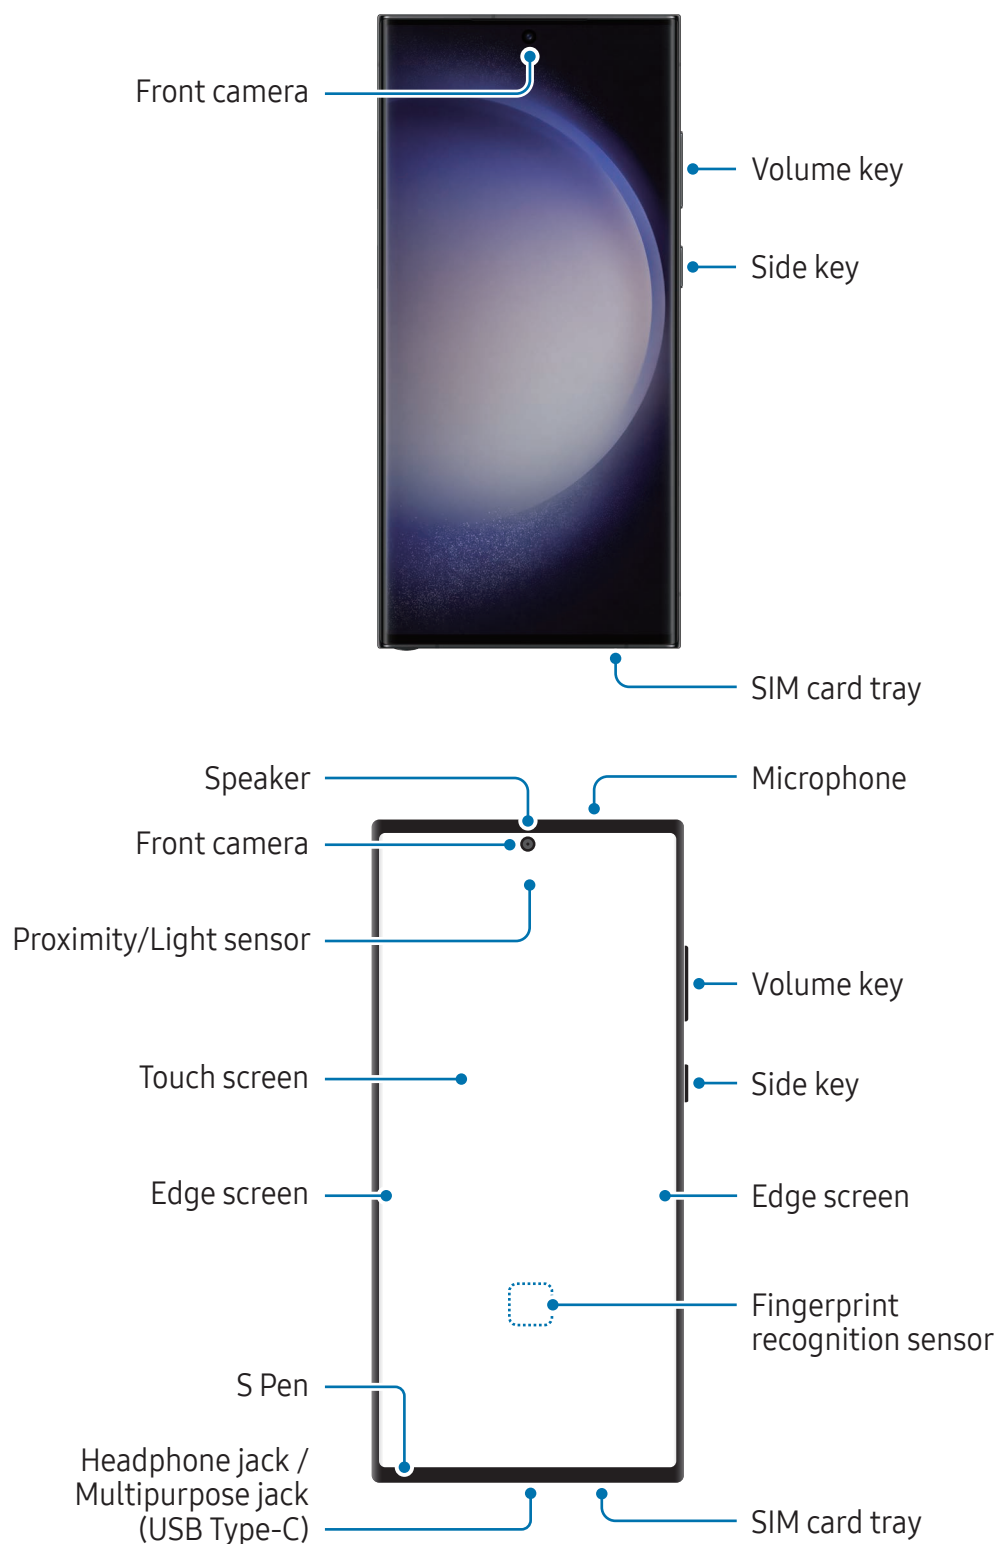 Front camera
Volume key
Side key
SIM card tray
Speaker
Microphone
Front camera
Proximity/Light sensor
Volume key
Touch screen
Side key
Edge screen
Edge screen
Fingerprint
recognition sensor
S Pen
Headphone jack /
Multipurpose jack
(USB Type-C)
SIM card tray